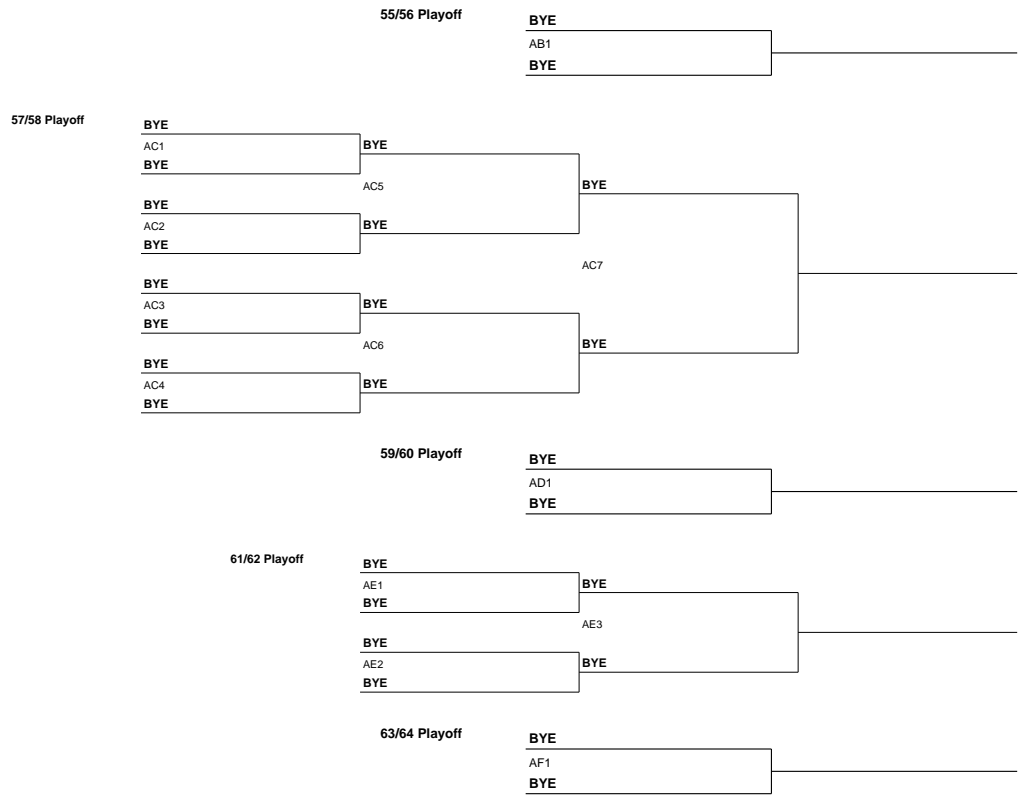 55/56 Playoff
BYE
AB1
BYE
57/58 Playoff
BYE
AC1
BYE
BYE
AC5
BYE
AC2
BYE
BYE
BYE
AC7
BYE
AC3
BYE
BYE
AC6
BYE
AC4
BYE
BYE
BYE
59/60 Playoff
BYE
AD1
BYE
61/62 Playoff
BYE
AE1
BYE
BYE
AE3
BYE
AE2
BYE
BYE
63/64 Playoff
BYE
AF1
BYE